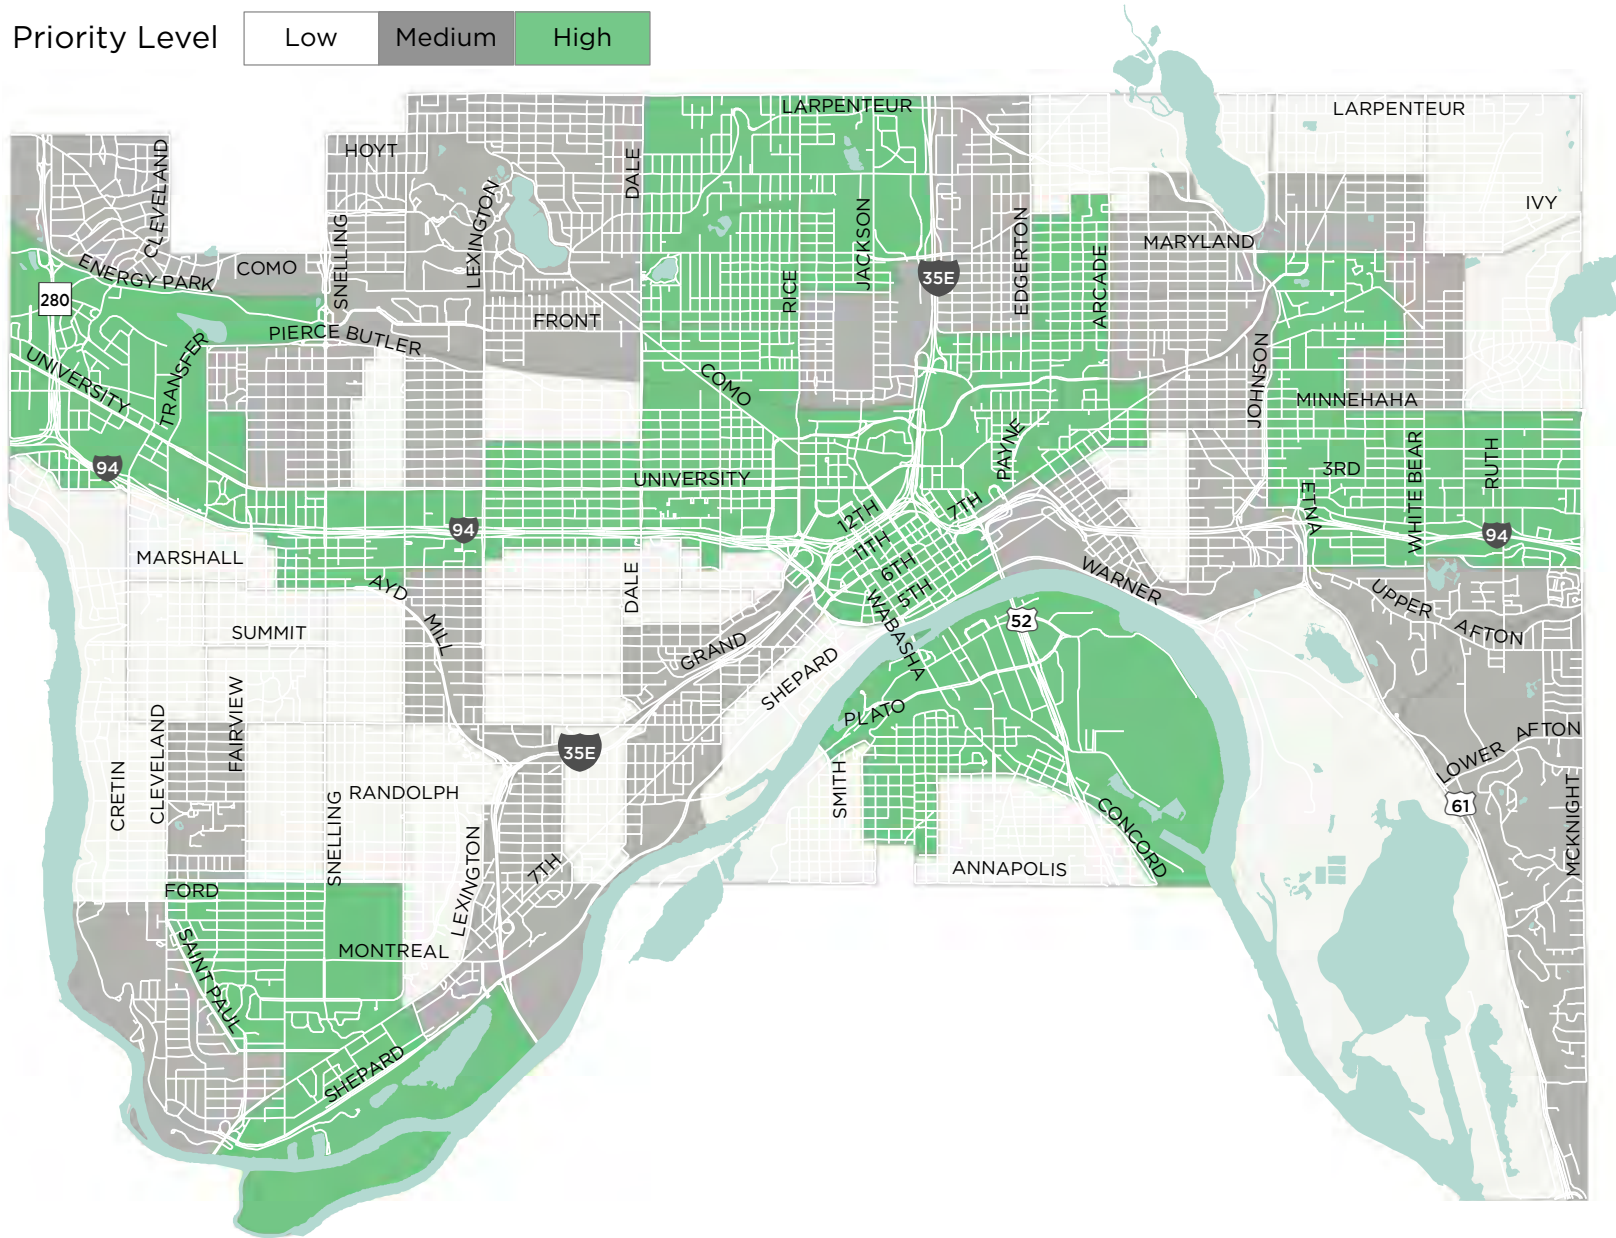 Priority Level
Low
Medium
High
LARPENTEUR
LARPENTEUR
HOYT
CLEVELAND
DALE
LEXINGTON
SNELLING
IVY
JACKSON
EDGERTON
ARCADE
MARYLAND
COMO
ENERGY PARK
280
RICE
35E
FRONT
PIERCE BUTLER
TRANSFER
UNIVERSITY
COMO
JOHNSON
MINNEHAHA
PAYNE
94
UNIVERSITY
3RD
WHITE BEAR
RUTH
ETNA
12TH
7TH
94
94
11TH
MARSHALL
6TH
5TH
AYD
MILL
DALE
WARNER
UPPER
AFTON
WABASHA
52
SUMMIT
GRAND
SHEPARD
PLATO
FAIRVIEW
CLEVELAND
CRETIN
35E
AFTON
LOWER
SMITH
RANDOLPH
SNELLING
61
MCKNIGHT
CONCORD
LEXINGTON
7TH
ANNAPOLIS
FORD
SAINT PAUL
MONTREAL
SHEPARD